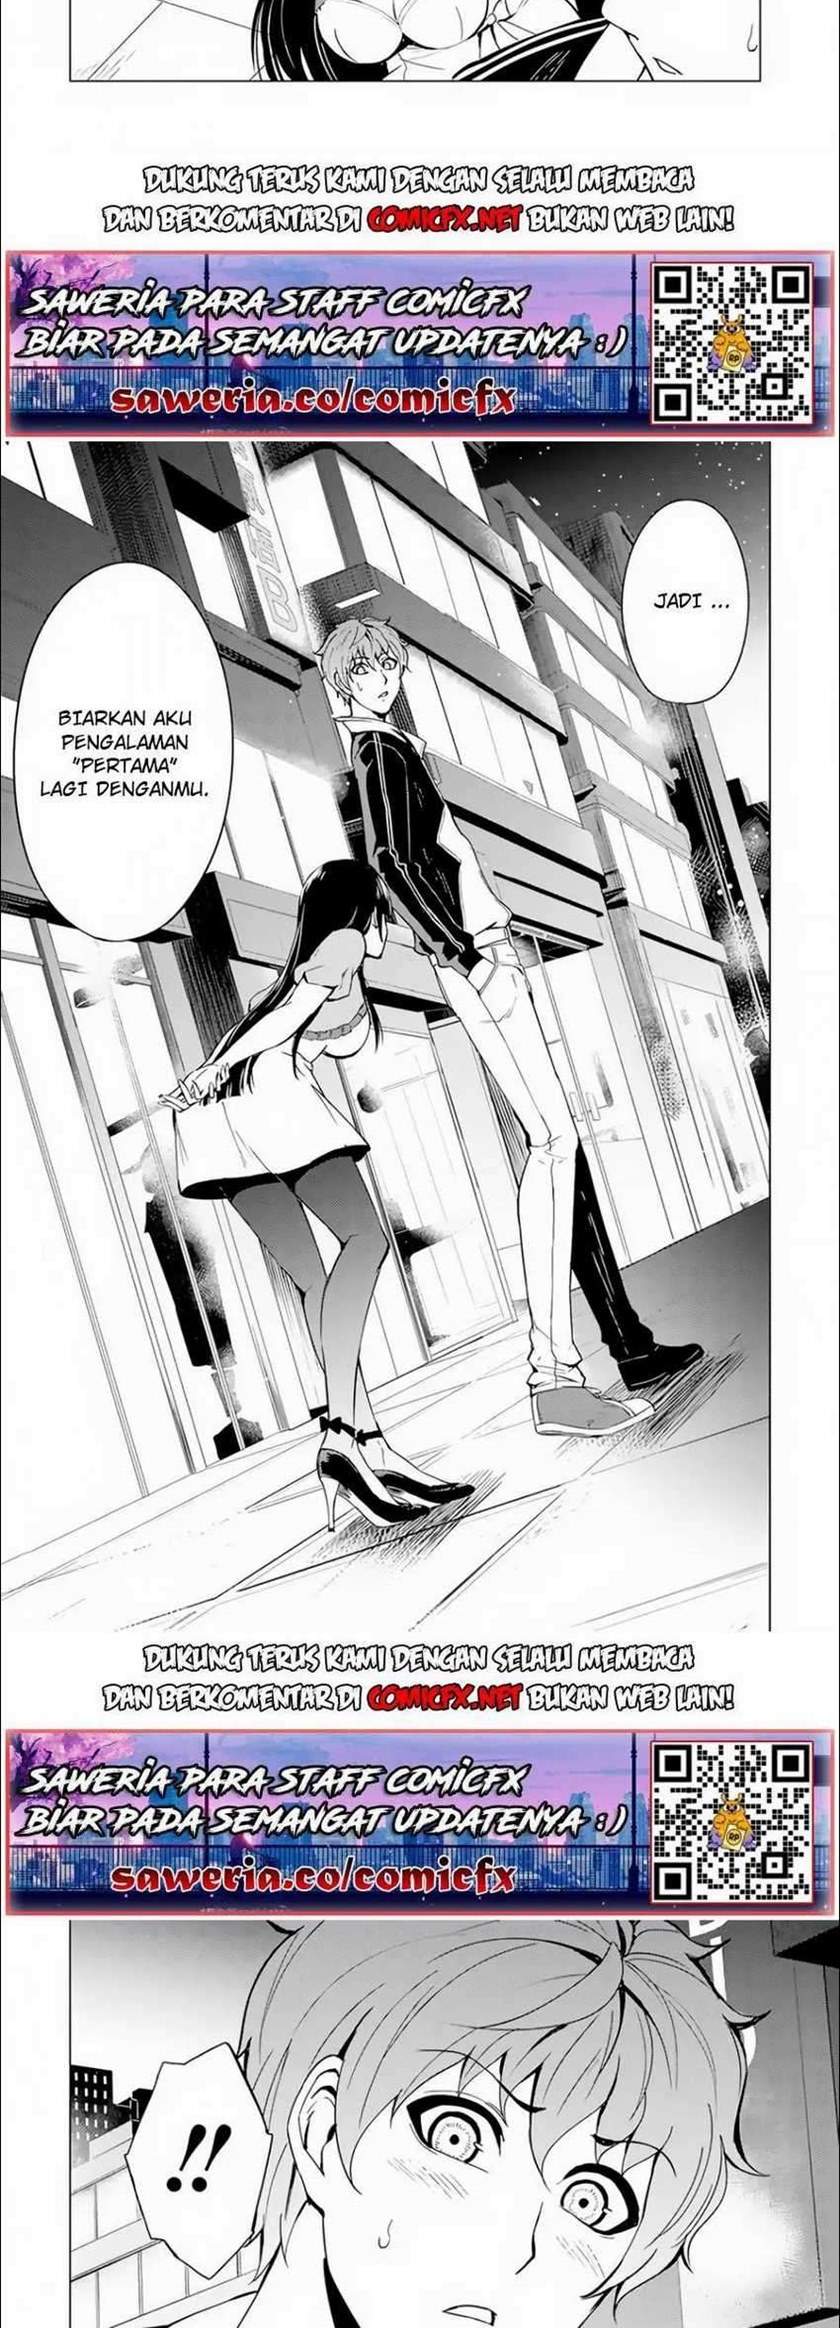 DUKUNG TERUS KAMI DENGAN SELALU MEMBACA
DAN BERKOMENTAR DI COMICFX.NET BUKAN WEB LAIN!
SAWERIA PARA STAFF COMICFX
BIAR PADA SEMANGAT UPDATENYA :)
saweria.co/comicfx
RP
JADI ...
BIARKAN AKU
PENGALAMAN
"PERTAMA"
LAGI DENGANMU.
DUKUNG TERUS KAMI DENGAN SELALU MEMBACA
DAN BERKOMENTAR DI COMICFX.NET BUKAN WEB LAIN!
SAWERIA PARA STAFF COMICFX
BIAR PADA SEMANGAT UPDATENYA :)
saweria.co/comicfx
RP
!!